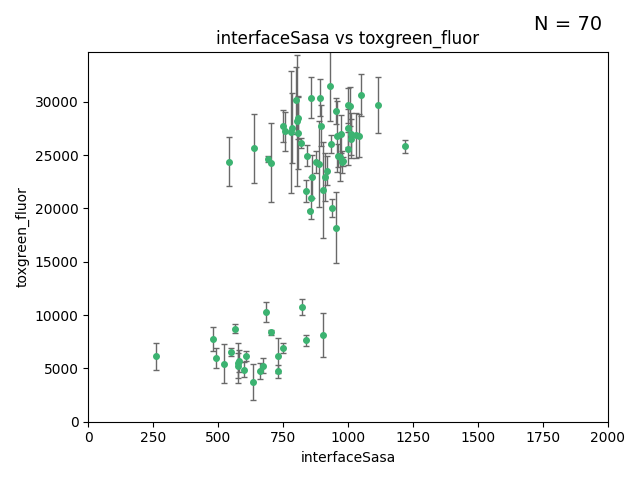 N = 70
interfaceSasa vs toxgreen_fluor
toxgreen_fluor
30000
25000
20000
15000
10000
5000
0
0 250 500 750 1000 1250 1500 1750 2000
interfaceSasa